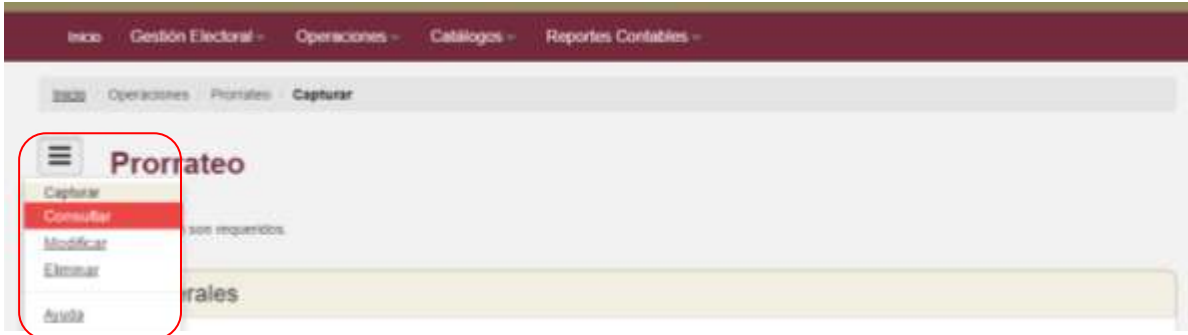 Inicio Gestión Electoral Operaciones Catálogos Reportes Contables
Inicio Operaciones Prorrateo Capturar
Prorrateo
Capturar
Consultar
son requeridos.
Modificar
Eliminar
rales
Ayuda